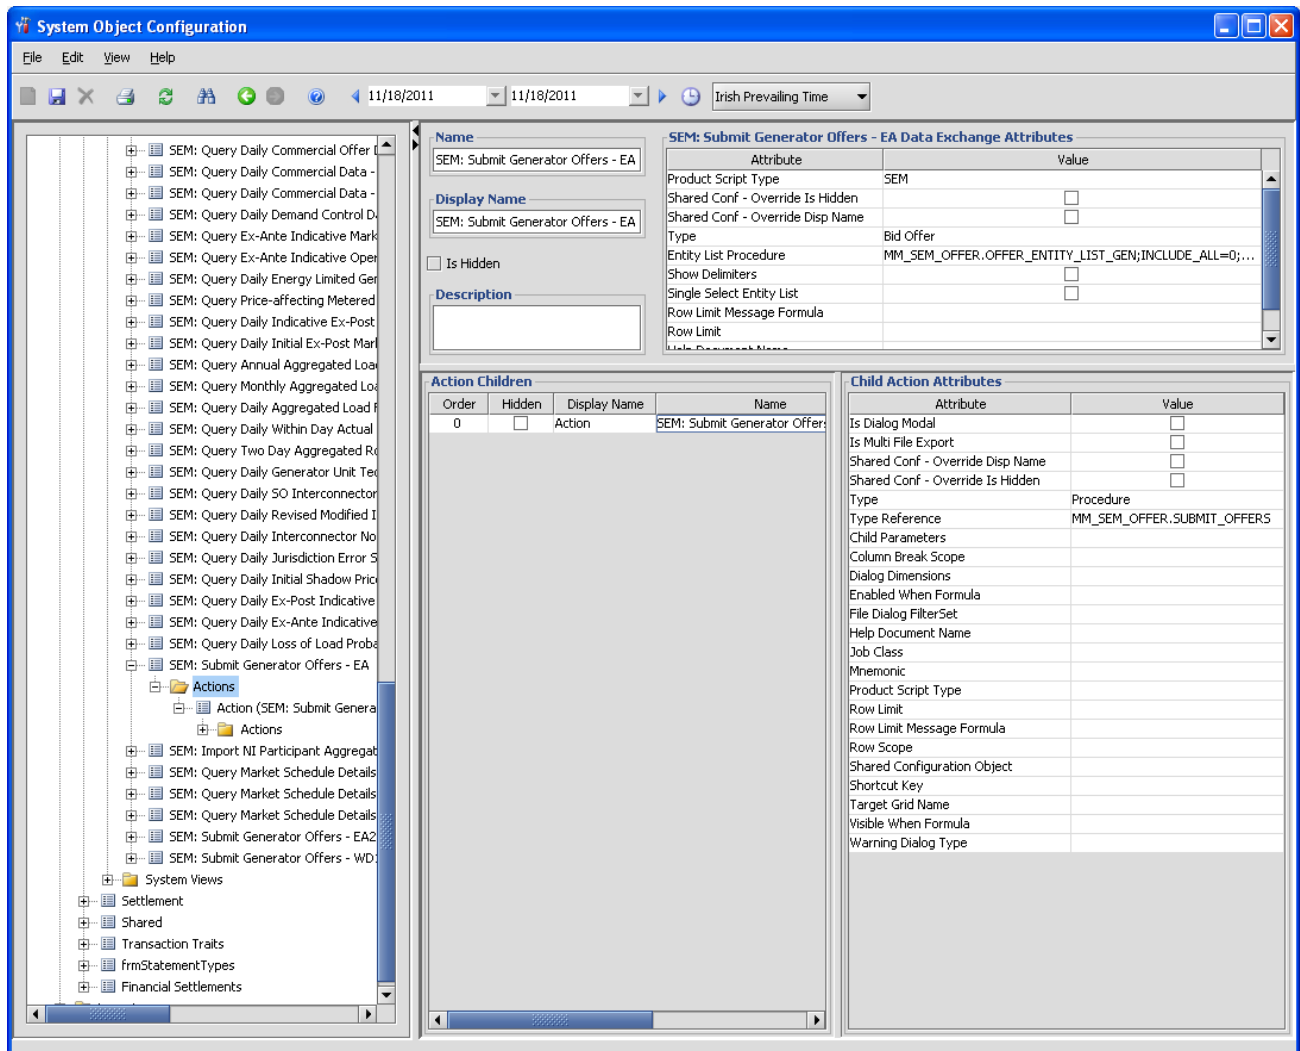 System Object Configuration
File Edit View Help
11/18/2011 11/18/2011 Irish Prevailing Time
SEM: Query Daily Commercial Offer
SEM: Query Daily Commercial Data -
SEM: Query Daily Commercial Data -
SEM: Query Daily Demand Control D
SEM: Query Ex-Ante Indicative Mark
SEM: Query Ex-Ante Indicative Oper
SEM: Query Daily Energy Limited Ger
SEM: Query Price-affecting Metered
SEM: Query Daily Indicative Ex-Post
SEM: Query Daily Initial Ex-Post Mar
SEM: Query Annual Aggregated Loa
SEM: Query Monthly Aggregated Lo
SEM: Query Daily Aggregated Load F
SEM: Query Daily Within Day Actual
SEM: Query Two Day Aggregated Ro
SEM: Query Daily Generator Unit Tec
SEM: Query Daily SO Interconnector
SEM: Query Daily Revised Modified I
SEM: Query Daily Interconnector No
SEM: Query Daily Jurisdiction Error S
SEM: Query Daily Initial Shadow Pric
SEM: Query Daily Ex-Post Indicative
SEM: Query Daily Ex-Ante Indicative
SEM: Query Daily Loss of Load Proba
SEM: Submit Generator Offers - EA
Actions
Action (SEM: Submit Genera
Actions
SEM: Import NI Participant Aggregat
SEM: Query Market Schedule Details
SEM: Query Market Schedule Details
SEM: Query Market Schedule Details
SEM: Submit Generator Offers - EA2
SEM: Submit Generator Offers - WD1
System Views
Settlement
Shared
Transaction Traits
frmStatementTypes
Financial Settlements
Name
SEM: Submit Generator Offers - EA
Display Name
SEM: Submit Generator Offers - EA
Is Hidden
Description
SEM: Submit Generator Offers - EA Data Exchange Attributes
Attribute Value
Product Script Type SEM
Shared Conf - Override Is Hidden
Shared Conf - Override Disp Name
Type Bid Offer
Entity List Procedure MM_SEM_OFFER.OFFER_ENTITY_LIST_GEN;INCLUDE_ALL=0;...
Show Delimiters
Single Select Entity List
Row Limit Message Formula
Row Limit
Help Document Name
Action Children
Order Hidden Display Name Name
0 Action SEM: Submit Generator Offers
Child Action Attributes
Attribute Value
Is Dialog Modal
Is Multi File Export
Shared Conf - Override Disp Name
Shared Conf - Override Is Hidden
Type Procedure
Type Reference MM_SEM_OFFER.SUBMIT_OFFERS
Child Parameters
Column Break Scope
Dialog Dimensions
Enabled When Formula
File Dialog FilterSet
Help Document Name
Job Class
Mnemonic
Product Script Type
Row Limit
Row Limit Message Formula
Row Scope
Shared Configuration Object
Shortcut Key
Target Grid Name
Visible When Formula
Warning Dialog Type